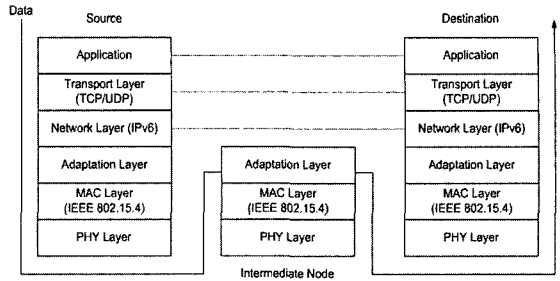 Data
Source
Destination
Application
Application
Transport Layer
(TCP/UDP)
Transport Layer
(TCP/UDP)
Network Layer (IPv6)
Network Layer (IPv6)
Adaptation Layer
Adaptation Layer
Adaptation Layer
MAC Layer
(IEEE 802.15.4)
MAC Layer
(IEEE 802.15.4)
MAC Layer
(IEEE 802.15.4)
PHY Layer
PHY Layer
PHY Layer
Intermediate Node